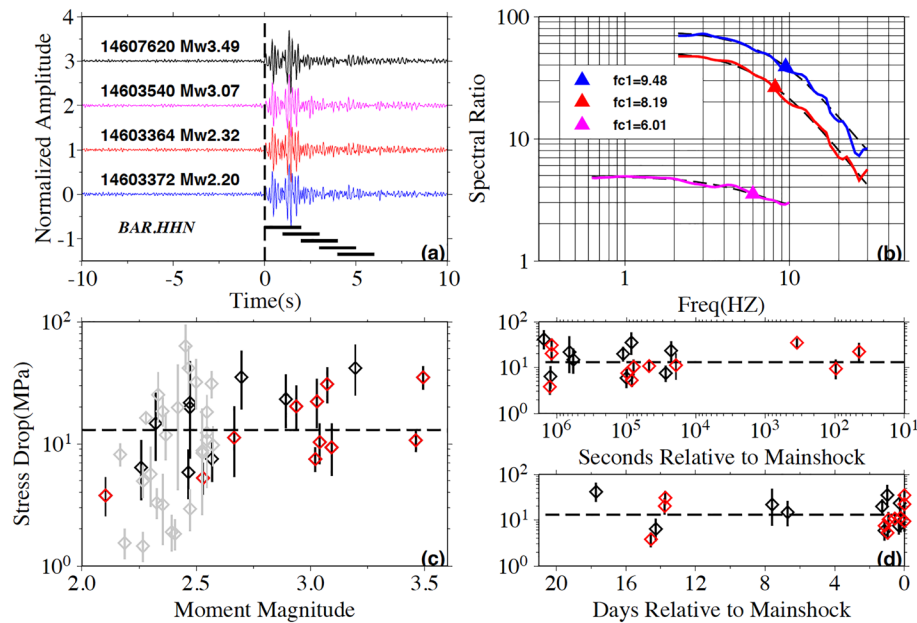 4
3
2
1
0
-1
Normalized Amplitude
14607620 Mw3.49
14603540 Mw3.07
14603364 Mw2.32
14603372 Mw2.20
BAR.HHN
(a)
-10 -5 0 5 10
Time(s)
100
10
1
Spectral Ratio
fc1=9.48
fc1=8.19
fc1=6.01
(b)
1 10 100
Freq(HZ)
10²
10¹
10⁰
Stress Drop(MPa)
(c)
2.0 2.5 3.0 3.5
Moment Magnitude
10²
10¹
10⁰
10⁶ 10⁵ 10⁴ 10³ 10² 10¹
Seconds Relative to Mainshock
10²
10¹
10⁰
(d)
20 16 12 8 4 0
Days Relative to Mainshock